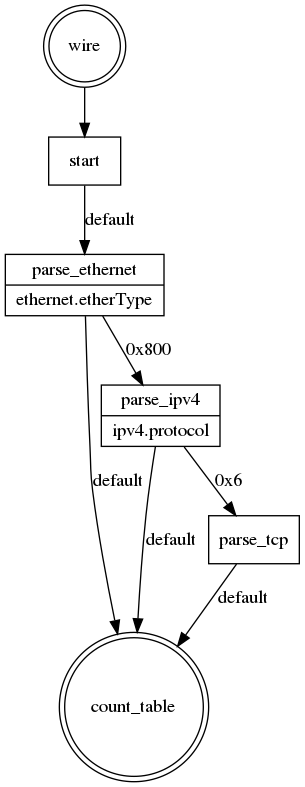 wire
start
default
parse_ethernet
ethernet.etherType
0x800
parse_ipv4
ipv4.protocol
default
default
0x6
parse_tcp
default
count_table